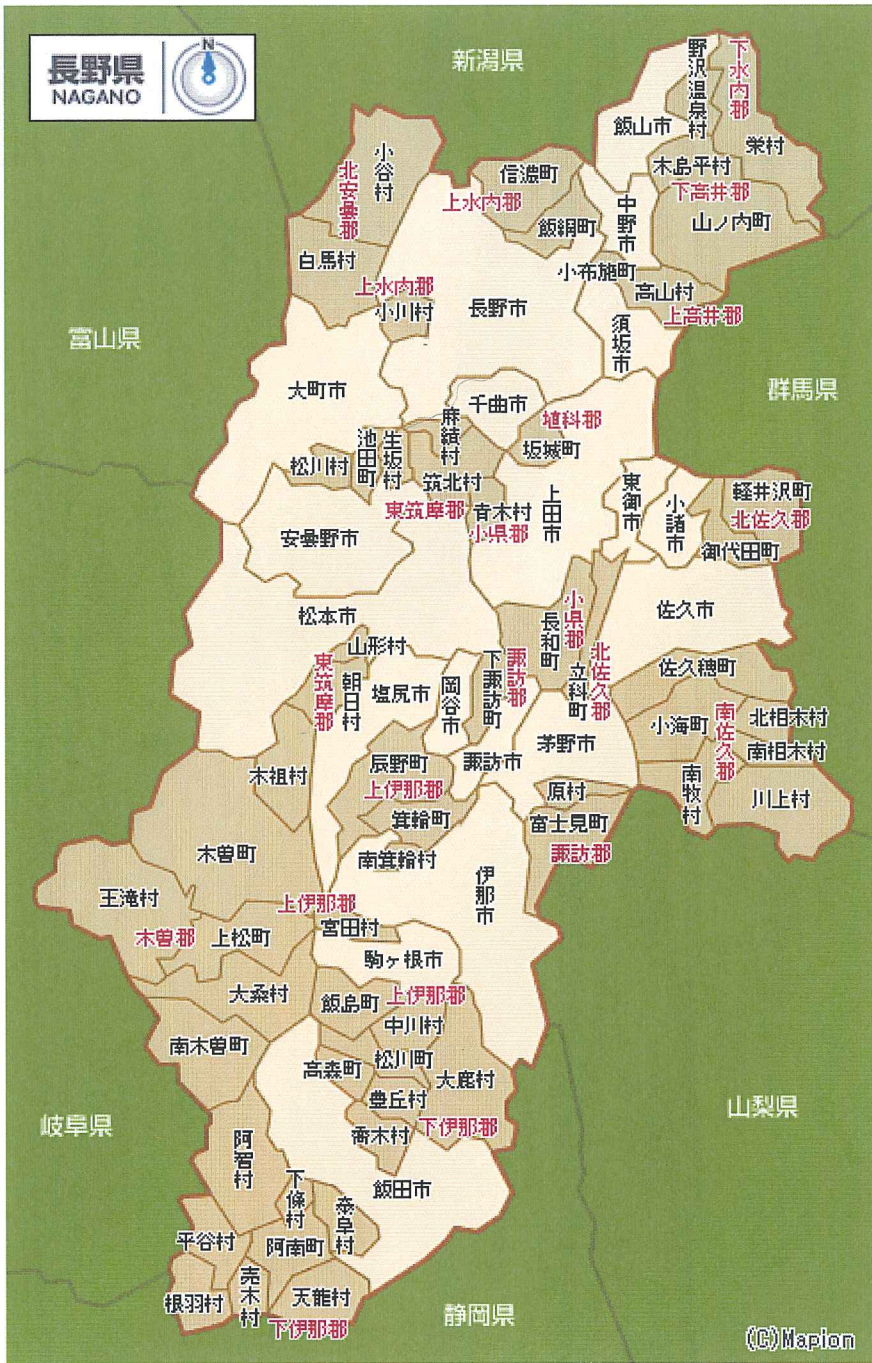 長野県
NAGANO
N
新潟県
富山県
群馬県
岐阜県
山梨県
静岡県
下水内郡
野沢温泉村
飯山市
栄村
木島平村
下高井郡
山ノ内町
小谷村
北安曇郡
白馬村
信濃町
上水内郡
飯綱町
中野市
小布施町
高山村
上高井郡
上水内郡
小川村
長野市
須坂市
大町市
千曲市
埴科郡
坂城町
麻績村
生坂村
池田町
松川村
筑北村
東筑摩郡
青木村
小県郡
上田市
東御市
小諸市
軽井沢町
北佐久郡
御代田町
安曇野市
松本市
佐久市
小県郡
長和町
北佐久郡
立科町
諏訪郡
下諏訪町
佐久穂町
山形村
東筑摩郡
朝日村
塩尻市
岡谷市
小海町
南佐久郡
北相木村
南相木村
南牧村
川上村
茅野市
諏訪市
辰野町
上伊那郡
木祖村
原村
富士見町
諏訪郡
箕輪町
南箕輪村
木曽町
伊那市
王滝村
木曽郡
上松町
上伊那郡
宮田村
駒ヶ根市
大桑村
飯島町
上伊那郡
中川村
南木曽町
高森町
松川町
大鹿村
豊丘村
喬木村
下伊那郡
阿智村
飯田市
下條村
泰阜村
平谷村
阿南町
売木村
根羽村
天龍村
下伊那郡
(C)Mapion